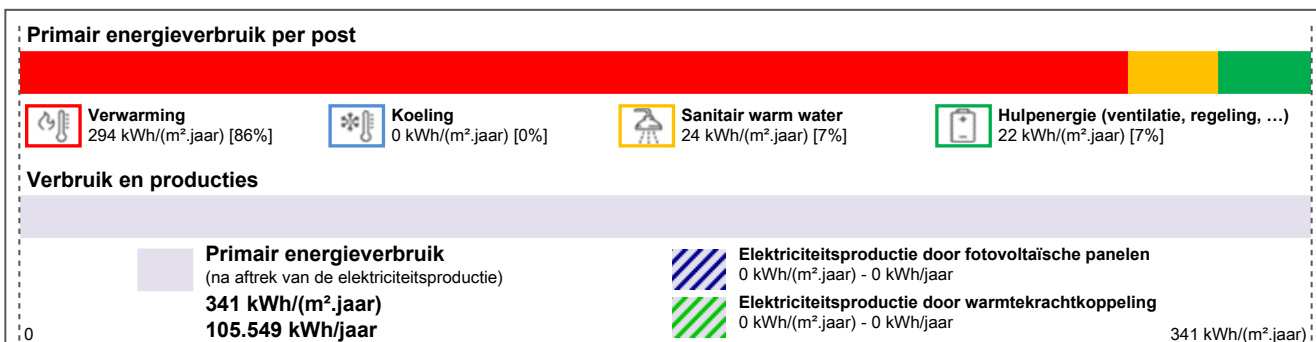 Primair energieverbruik per post
Verwarming
294 kWh/(m².jaar) [86%]
Koeling
0 kWh/(m².jaar) [0%]
Sanitair warm water
24 kWh/(m².jaar) [7%]
Hulpenergie (ventilatie, regeling, …)
22 kWh/(m².jaar) [7%]
Verbruik en producties
Primair energieverbruik
(na aftrek van de elektriciteitsproductie)
341 kWh/(m².jaar)
105.549 kWh/jaar
Elektriciteitsproductie door fotovoltaïsche panelen
0 kWh/(m².jaar) - 0 kWh/jaar
Elektriciteitsproductie door warmtekrachtkoppeling
0 kWh/(m².jaar) - 0 kWh/jaar
0
341 kWh/(m².jaar)